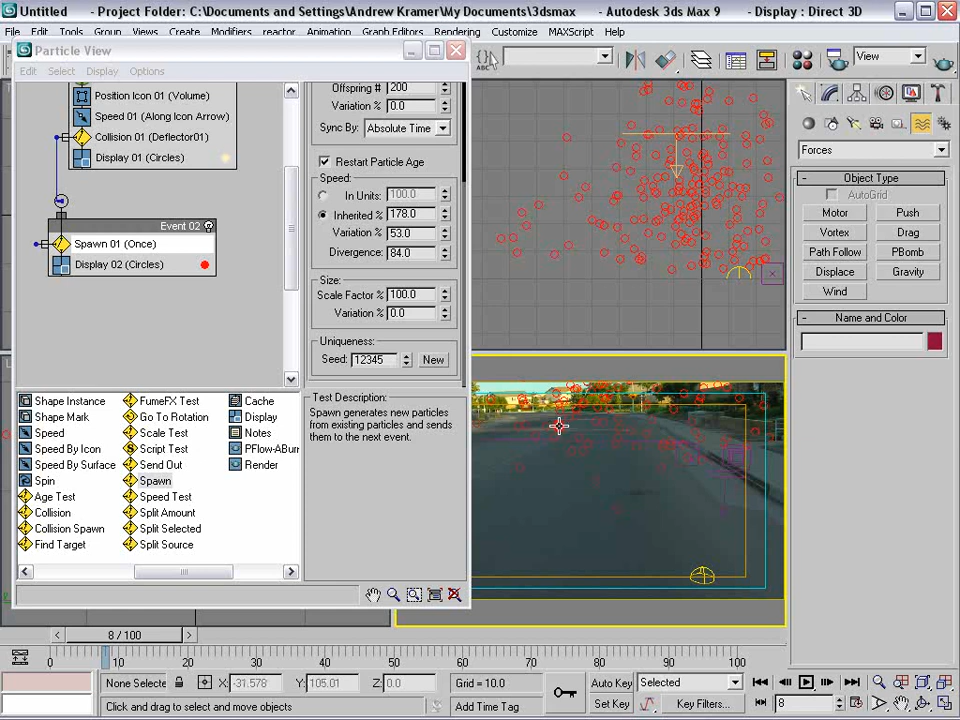 Untitled - Project Folder: C:\Documents and Settings\Andrew Kramer\My Documents\3dsmax - Autodesk 3ds Max 9 - Display : Direct 3D
File Edit Tools Group Views Create Modifiers reactor Animation Graph Editors Rendering Customize MAXScript Help
Particle View
Edit Select Display Options
ABC
View
Position Icon 01 (Volume)
Speed 01 (Along Icon Arrow)
Collision 01 (Deflector01)
Display 01 (Circles)
Event 02
Spawn 01 (Once)
Display 02 (Circles)
Offspring # 200
Variation % 0.0
Sync By: Absolute Time
Restart Particle Age
Speed:
In Units: 100.0
Inherited % 178.0
Variation % 53.0
Divergence: 84.0
Size:
Scale Factor % 100.0
Variation % 0.0
Uniqueness:
Seed: 12345 New
Forces
- Object Type
AutoGrid
Motor Push
Vortex Drag
Path Follow PBomb
Displace Gravity
Wind
- Name and Color
Shape Instance FumeFX Test Cache
Shape Mark Go To Rotation Display
Speed Scale Test Notes
Speed By Icon Script Test PFlow-ABurn
Speed By Surface Send Out Render
Spin Spawn
Age Test Speed Test
Collision Split Amount
Collision Spawn Split Selected
Find Target Split Source
Test Description:
Spawn generates new particles
from existing particles and sends
them to the next event.
< 8 / 100 >
0 10 20 30 40 50 60 70 80 90 100
None Selecte X: -31.578 Y: 105.01 Z: 0.0 Grid = 10.0 Auto Key Selected
Click and drag to select and move objects Add Time Tag Set Key Key Filters... 8